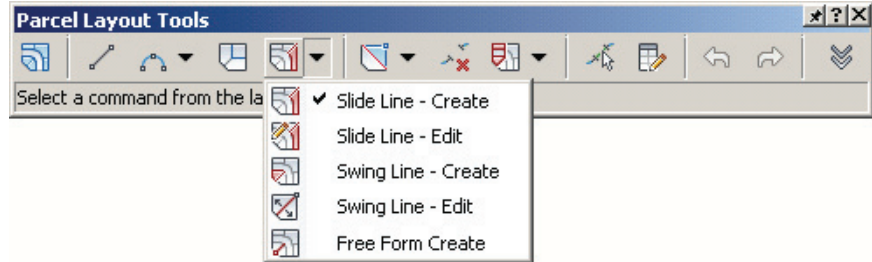 Parcel Layout Tools
Select a command from the la
Slide Line - Create
Slide Line - Edit
Swing Line - Create
Swing Line - Edit
Free Form Create